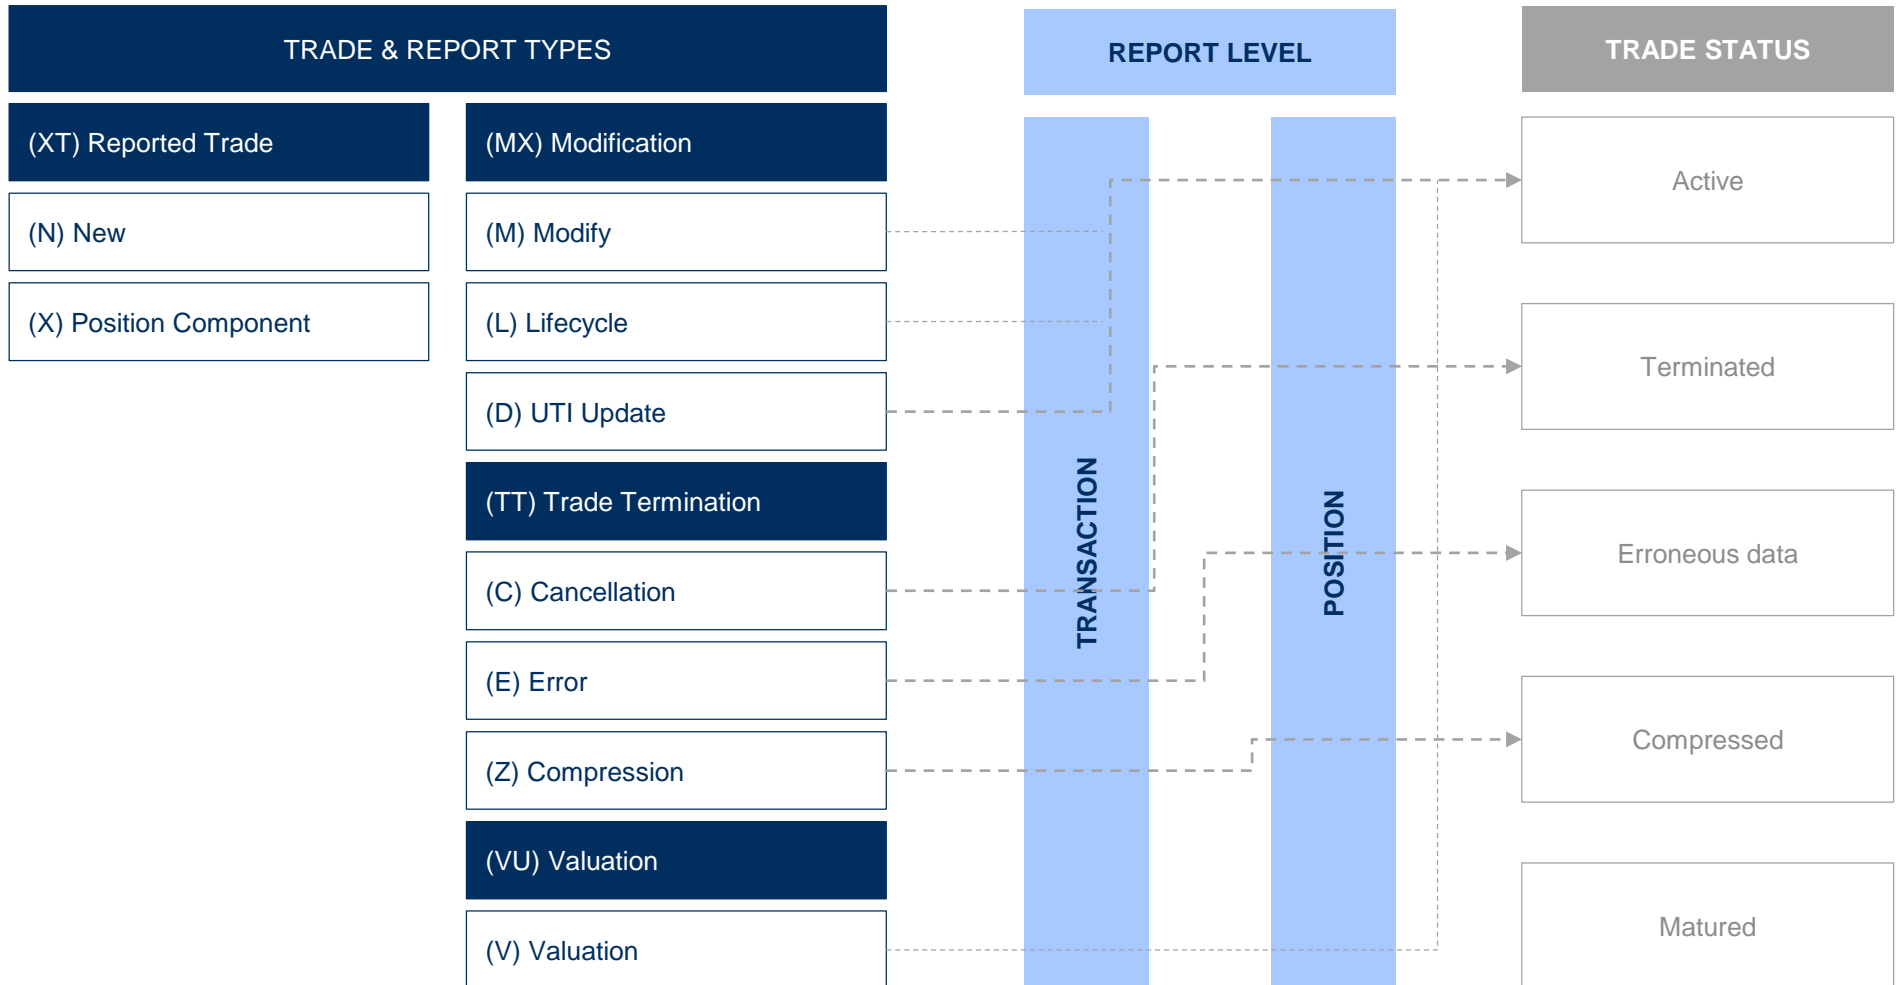 TRADE & REPORT TYPES
REPORT LEVEL
TRADE STATUS
(XT) Reported Trade
(N) New
(X) Position Component
(MX) Modification
(M) Modify
(L) Lifecycle
(D) UTI Update
(TT) Trade Termination
(C) Cancellation
(E) Error
(Z) Compression
(VU) Valuation
(V) Valuation
TRANSACTION
POSITION
Active
Terminated
Erroneous data
Compressed
Matured